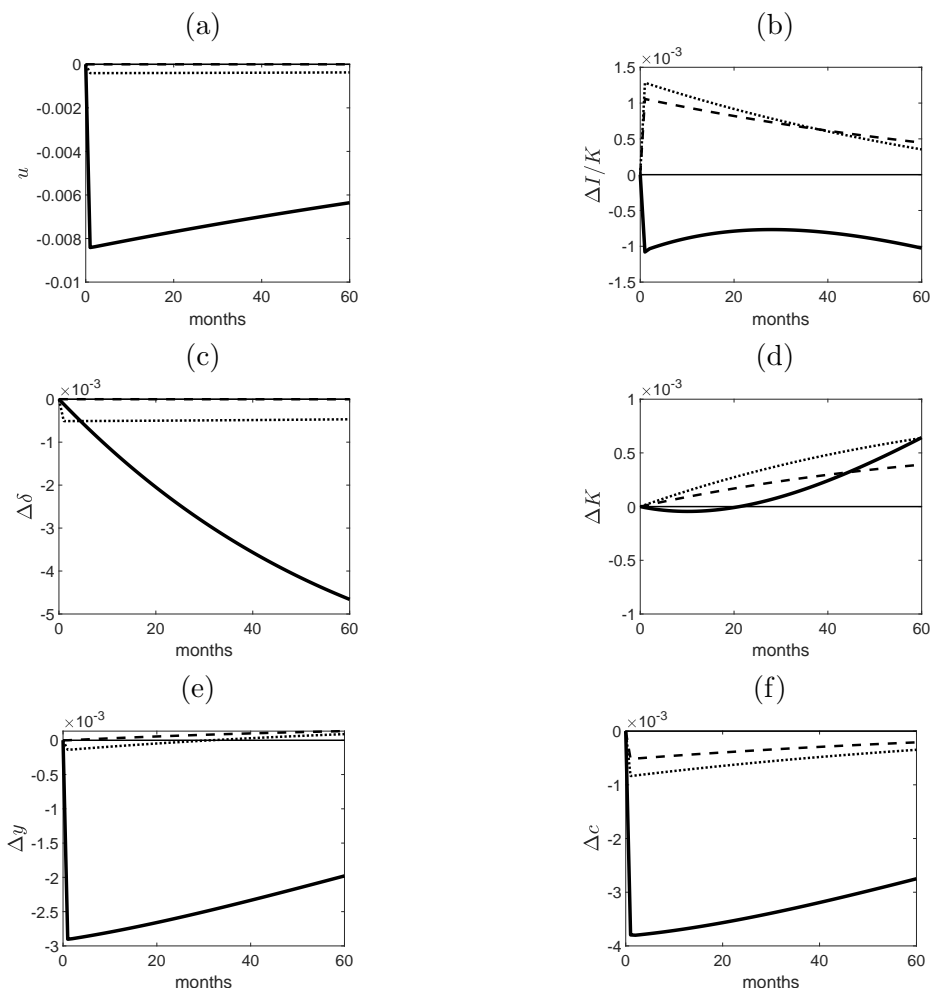 (a)
0
-0.002
-0.004
-0.006
-0.008
-0.01
u
0 20 40 60
months
(b)
×10⁻³
1.5
1
0.5
0
-0.5
-1
-1.5
ΔI/K
0 20 40 60
months
(c)
×10⁻³
0
-1
-2
-3
-4
-5
Δδ
0 20 40 60
months
(d)
×10⁻³
1
0.5
0
-0.5
-1
ΔK
0 20 40 60
months
(e)
×10⁻³
0
-0.5
-1
-1.5
-2
-2.5
-3
Δy
0 20 40 60
months
(f)
×10⁻³
0
-1
-2
-3
-4
Δc
0 20 40 60
months